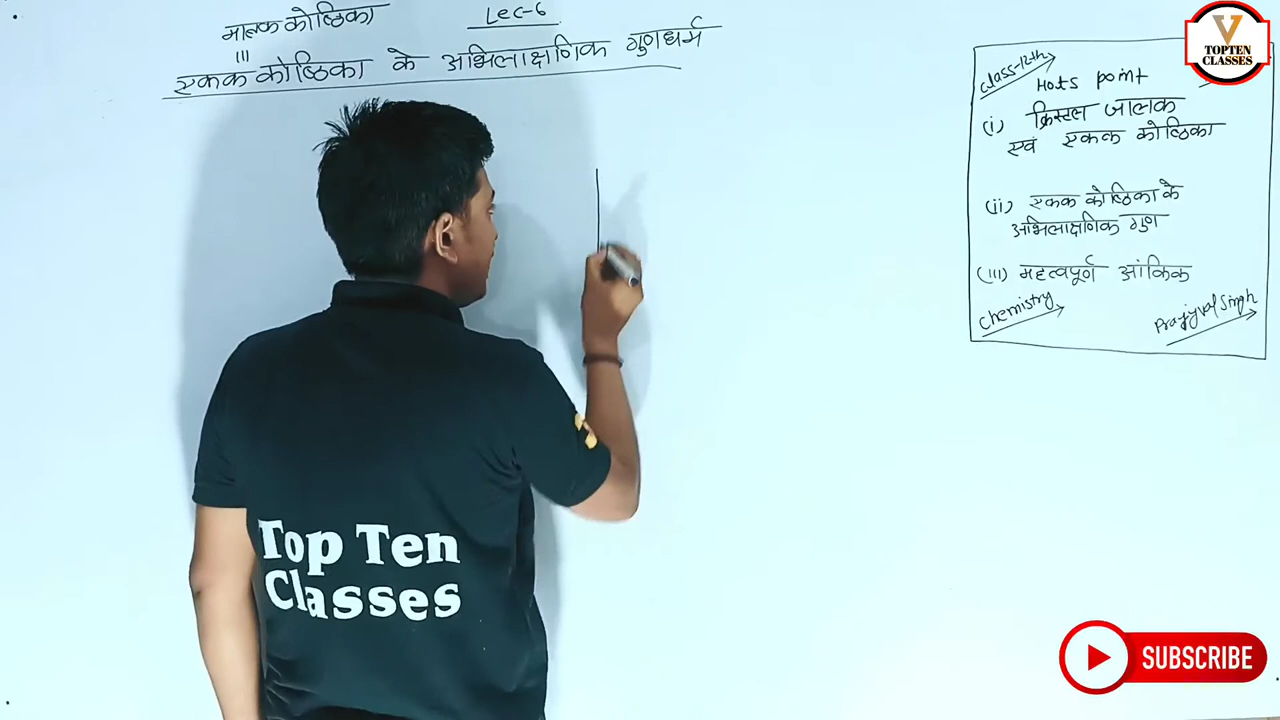 मात्रक कोष्ठिका
Lec-6
एकक कोष्ठिका के अभिलाक्षणिक गुणधर्म
Class-12th
Hots point
(i) क्रिस्टल जालक
एवं एकक कोष्ठिका
(ii) एकक कोष्ठिका के
अभिलाक्षणिक गुण
(iii) महत्वपूर्ण आंकिक
Chemistry
Prajjwal Singh
V
TOPTEN
CLASSES
Top Ten
Classes
SUBSCRIBE